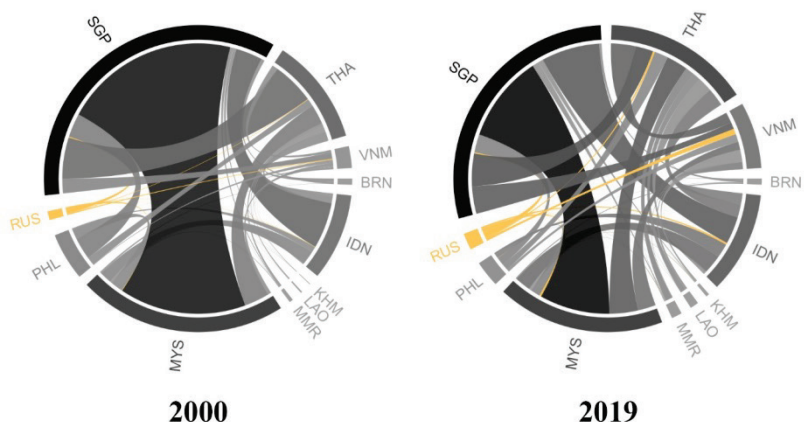 SGP
THA
VNM
BRN
IDN
KHM
LAO
MMR
MYS
PHL
RUS
2000
SGP
THA
VNM
BRN
IDN
KHM
LAO
MMR
MYS
PHL
RUS
2019